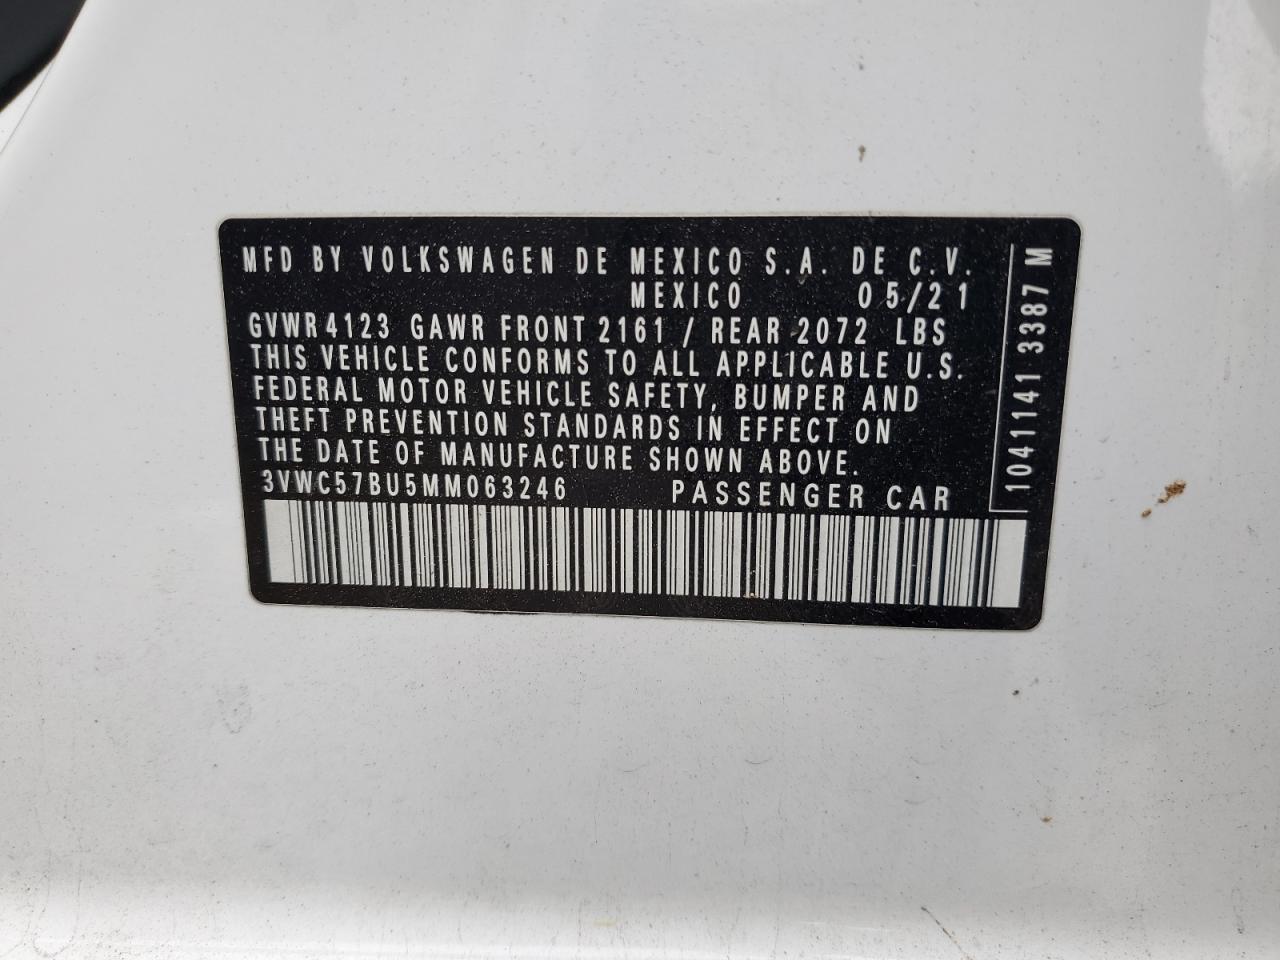 MFD BY VOLKSWAGEN DE MEXICO S.A. DE C.V.
MEXICO 05/21
GVWR 4123 GAWR FRONT 2161 / REAR 2072 LBS
THIS VEHICLE CONFORMS TO ALL APPLICABLE U.S.
FEDERAL MOTOR VEHICLE SAFETY, BUMPER AND
THEFT PREVENTION STANDARDS IN EFFECT ON
THE DATE OF MANUFACTURE SHOWN ABOVE.
3VWC57BU5MM063246 PASSENGER CAR
1041141 3387 M